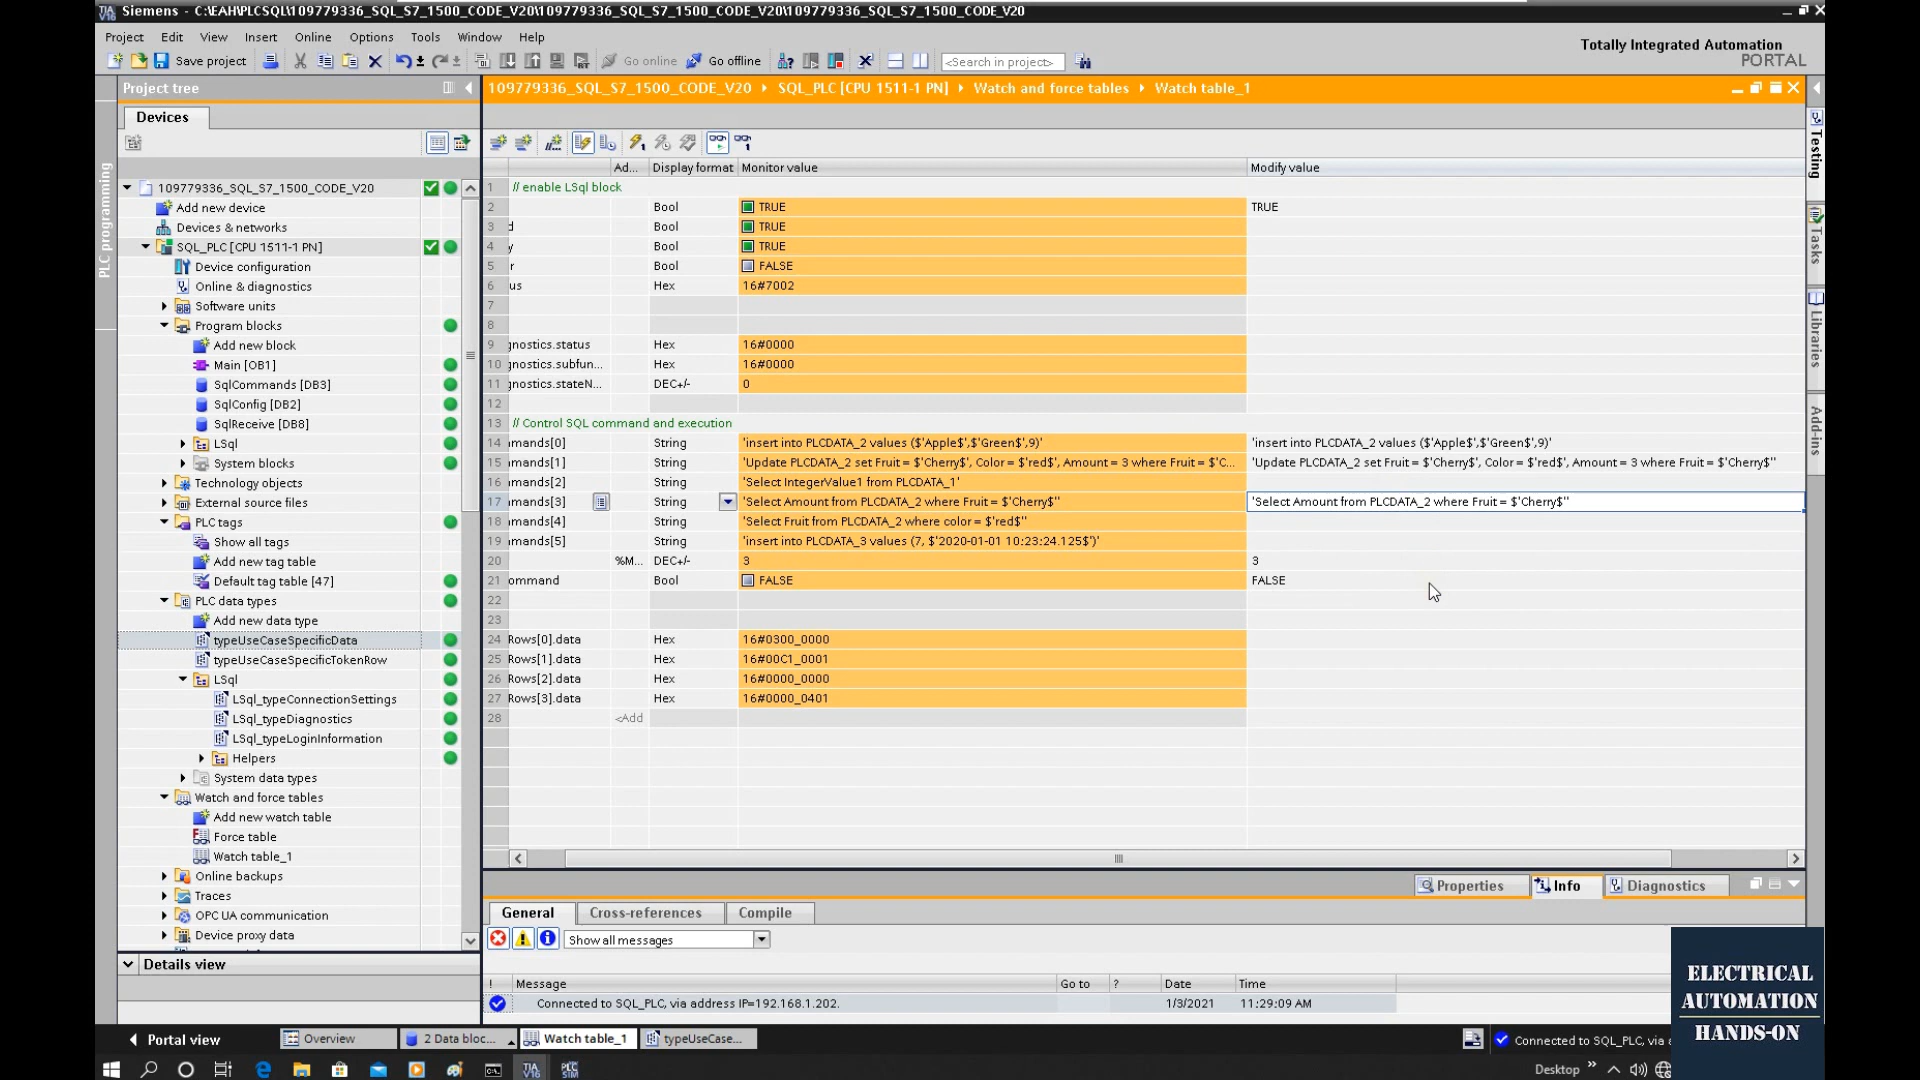 Siemens - C:\EAH\PLCSQL\109779336_SQL_S7_1500_CODE_V20\109779336_SQL_S7_1500_CODE_V20\109779336_SQL_S7_1500_CODE_V20
Project Edit View Insert Online Options Tools Window Help
Totally Integrated Automation
PORTAL
Save project Go online Go offline <Search in project>
Project tree
109779336_SQL_S7_1500_CODE_V20 SQL_PLC [CPU 1511-1 PN] Watch and force tables Watch table_1
Devices
PLC programming
109779336_SQL_S7_1500_CODE_V20
Add new device
Devices & networks
SQL_PLC [CPU 1511-1 PN]
Device configuration
Online & diagnostics
Software units
Program blocks
Add new block
Main [OB1]
SqlCommands [DB3]
SqlConfig [DB2]
SqlReceive [DB8]
LSql
System blocks
Technology objects
External source files
PLC tags
Show all tags
Add new tag table
Default tag table [47]
PLC data types
Add new data type
typeUseCaseSpecificData
typeUseCaseSpecificTokenRow
LSql
LSql_typeConnectionSettings
LSql_typeDiagnostics
LSql_typeLoginInformation
Helpers
System data types
Watch and force tables
Add new watch table
Force table
Watch table_1
Online backups
Traces
OPC UA communication
Device proxy data
Details view
Ad... Display format Monitor value Modify value
1 // enable LSql block
2 Bool TRUE TRUE
3 d Bool TRUE
4 y Bool TRUE
5 r Bool FALSE
6 us Hex 16#7002
7
8
9 gnostics.status Hex 16#0000
10 gnostics.subfun... Hex 16#0000
11 gnostics.stateN... DEC+/- 0
12
13 // Control SQL command and execution
14 mmands[0] String 'insert into PLCDATA_2 values ($'Apple$',$'Green$',9)' 'insert into PLCDATA_2 values ($'Apple$',$'Green$',9)'
15 mmands[1] String 'Update PLCDATA_2 set Fruit = $'Cherry$', Color = $'red$', Amount = 3 where Fruit = $'C... 'Update PLCDATA_2 set Fruit = $'Cherry$', Color = $'red$', Amount = 3 where Fruit = $'Cherry$''
16 mmands[2] String 'Select IntegerValue1 from PLCDATA_1'
17 mmands[3] String 'Select Amount from PLCDATA_2 where Fruit = $'Cherry$'' 'Select Amount from PLCDATA_2 where Fruit = $'Cherry$''
18 mmands[4] String 'Select Fruit from PLCDATA_2 where color = $'red$''
19 mmands[5] String 'insert into PLCDATA_3 values (7, $'2020-01-01 10:23:24.125$')'
20 %M... DEC+/- 3 3
21 ommand Bool FALSE FALSE
22
23
24 Rows[0].data Hex 16#0300_0000
25 Rows[1].data Hex 16#00C1_0001
26 Rows[2].data Hex 16#0000_0000
27 Rows[3].data Hex 16#0000_0401
28 <Add
Testing
Tasks
Libraries
Add-ins
Properties Info Diagnostics
General Cross-references Compile
Show all messages
! Message Go to ? Date Time
Connected to SQL_PLC, via address IP=192.168.1.202. 1/3/2021 11:29:09 AM
ELECTRICAL
AUTOMATION
HANDS-ON
Portal view Overview 2 Data bloc... Watch table_1 typeUseCase... Connected to SQL_PLC, via a
Desktop